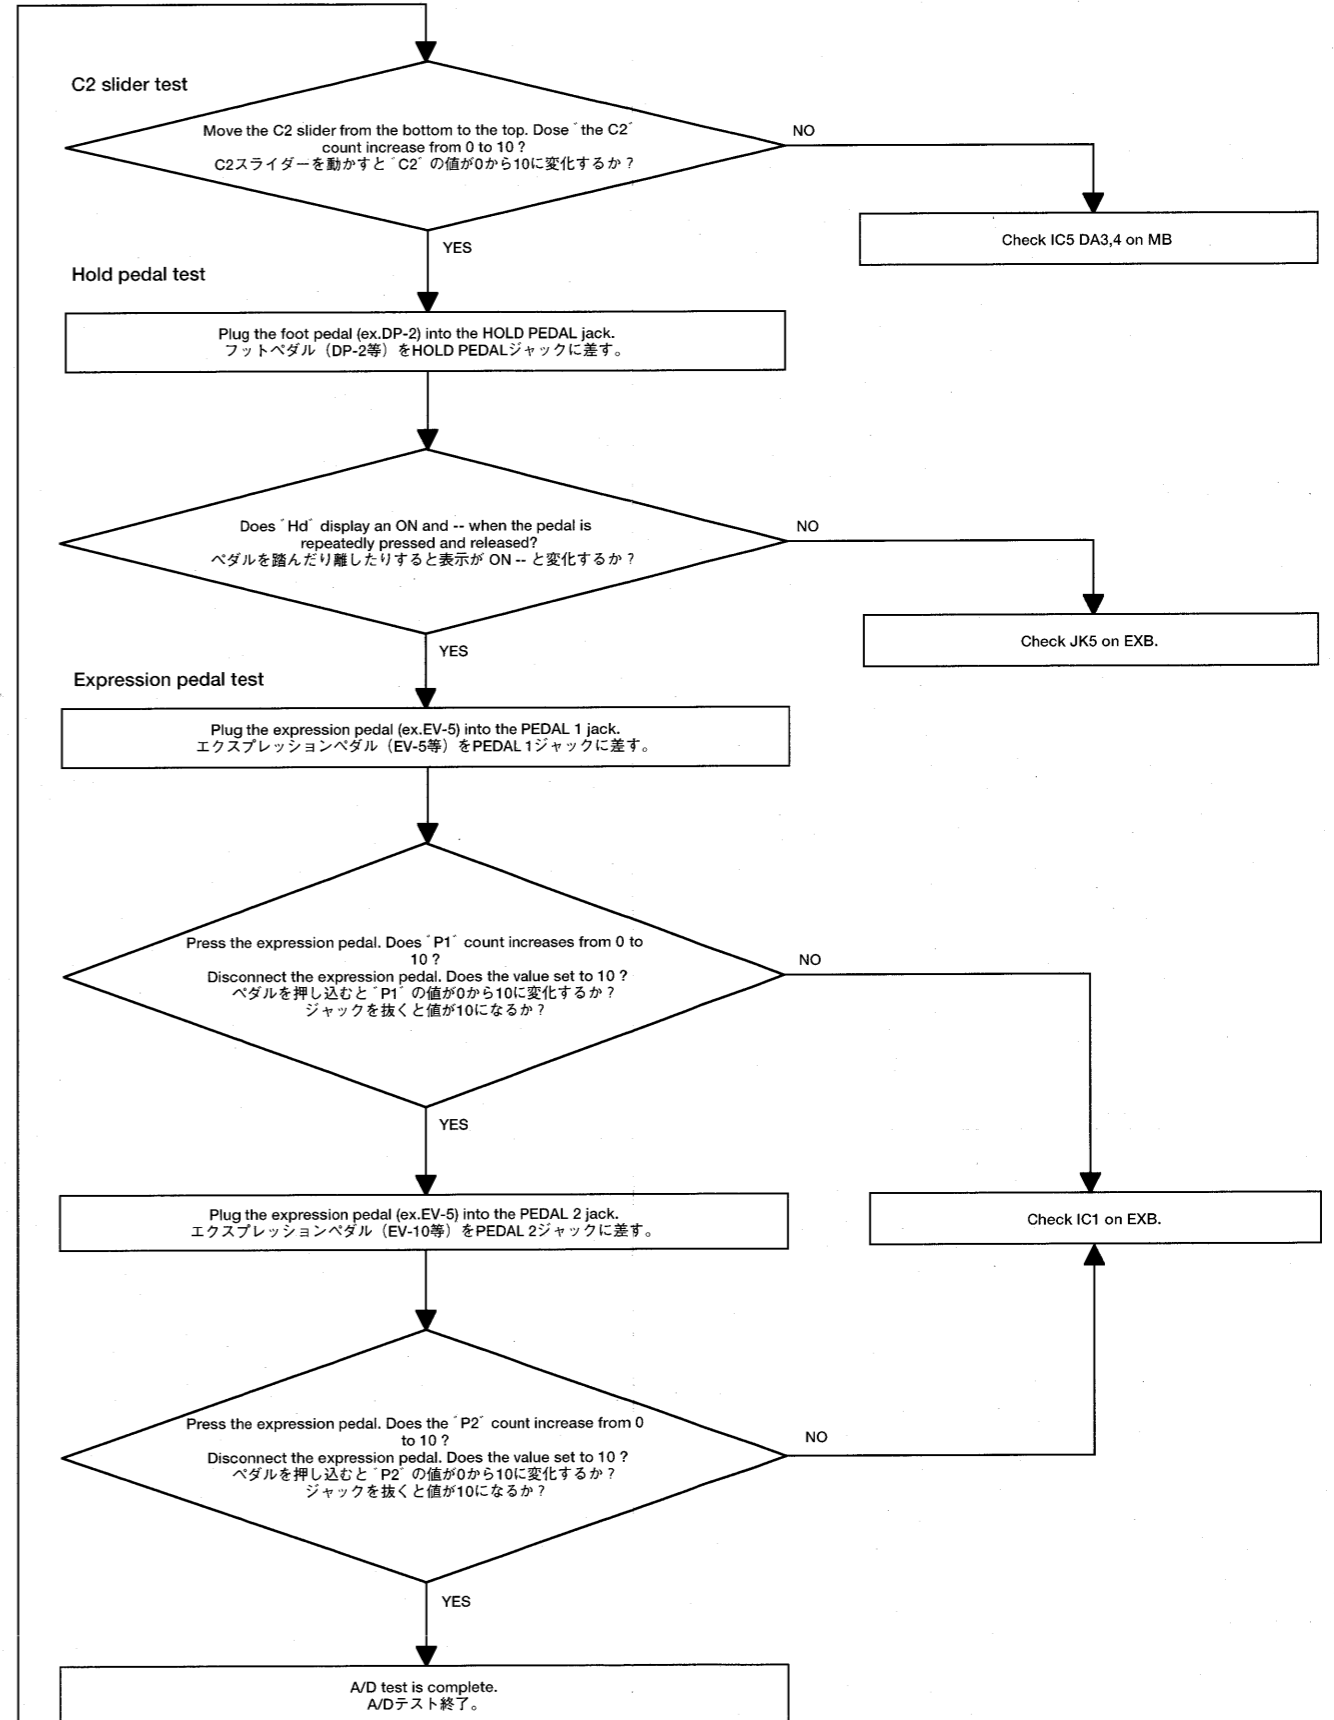 C2 slider test
Move the C2 slider from the bottom to the top. Dose ´the C2´
count increase from 0 to 10 ?
C2スライダーを動かすと´C2´の値が0から10に変化するか？
NO
Check IC5 DA3,4 on MB
YES
Hold pedal test
Plug the foot pedal (ex.DP-2) into the HOLD PEDAL jack.
フットペダル（DP-2等）をHOLD PEDALジャックに差す。
Does ´Hd´ display an ON and -- when the pedal is
repeatedly pressed and released?
ペダルを踏んだり離したりすると表示が ON -- と変化するか？
NO
Check JK5 on EXB.
YES
Expression pedal test
Plug the expression pedal (ex.EV-5) into the PEDAL 1 jack.
エクスプレッションペダル（EV-5等）をPEDAL 1ジャックに差す。
Press the expression pedal. Does ´P1´ count increases from 0 to
10 ?
Disconnect the expression pedal. Does the value set to 10 ?
ペダルを押し込むと´P1´の値が0から10に変化するか？
ジャックを抜くと値が10になるか？
NO
YES
Plug the expression pedal (ex.EV-5) into the PEDAL 2 jack.
エクスプレッションペダル（EV-10等）をPEDAL 2ジャックに差す。
Check IC1 on EXB.
Press the expression pedal. Does the ´P2´ count increase from 0
to 10 ?
Disconnect the expression pedal. Does the value set to 10 ?
ペダルを押し込むと´P2´の値が0から10に変化するか？
ジャックを抜くと値が10になるか？
NO
YES
A/D test is complete.
A/Dテスト終了。